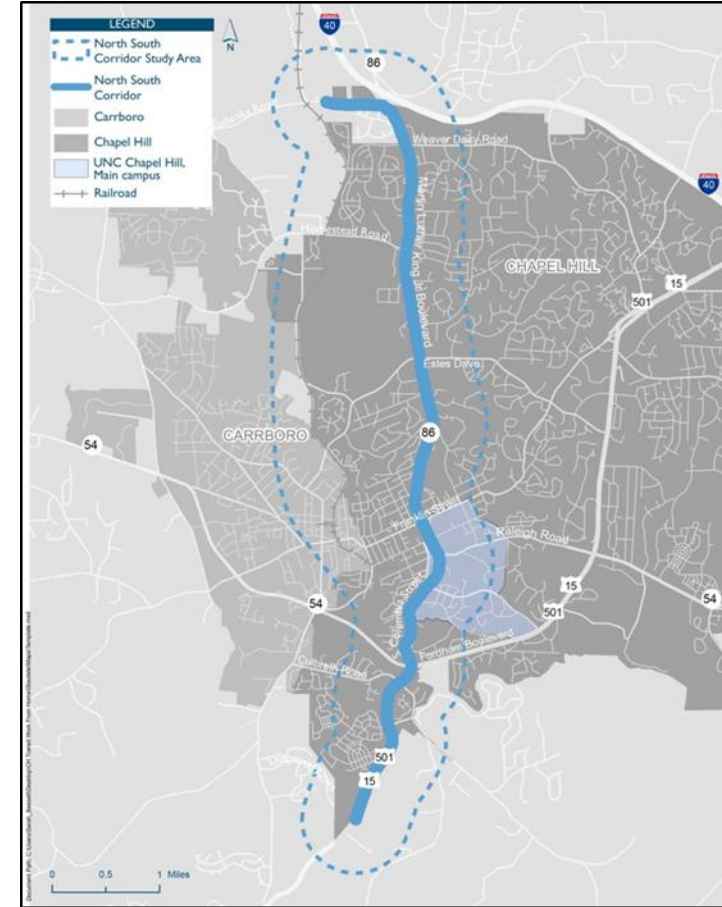 LEGEND
North South
Corridor Study Area
North South
Corridor
Carrboro
Chapel Hill
UNC Chapel Hill,
Main campus
Railroad
N
40
86
Eubanks Road
Weaver Dairy Road
40
Martin Luther King Jr Boulevard
Homestead Road
CHAPEL HILL
15
501
Estes Drive
54
CARRBORO
86
Franklin Street
Raleigh Road
15
54
54
501
S Columbia Street
Fordham Boulevard
Culbreth Road
501
15
0 0.5 1 Miles